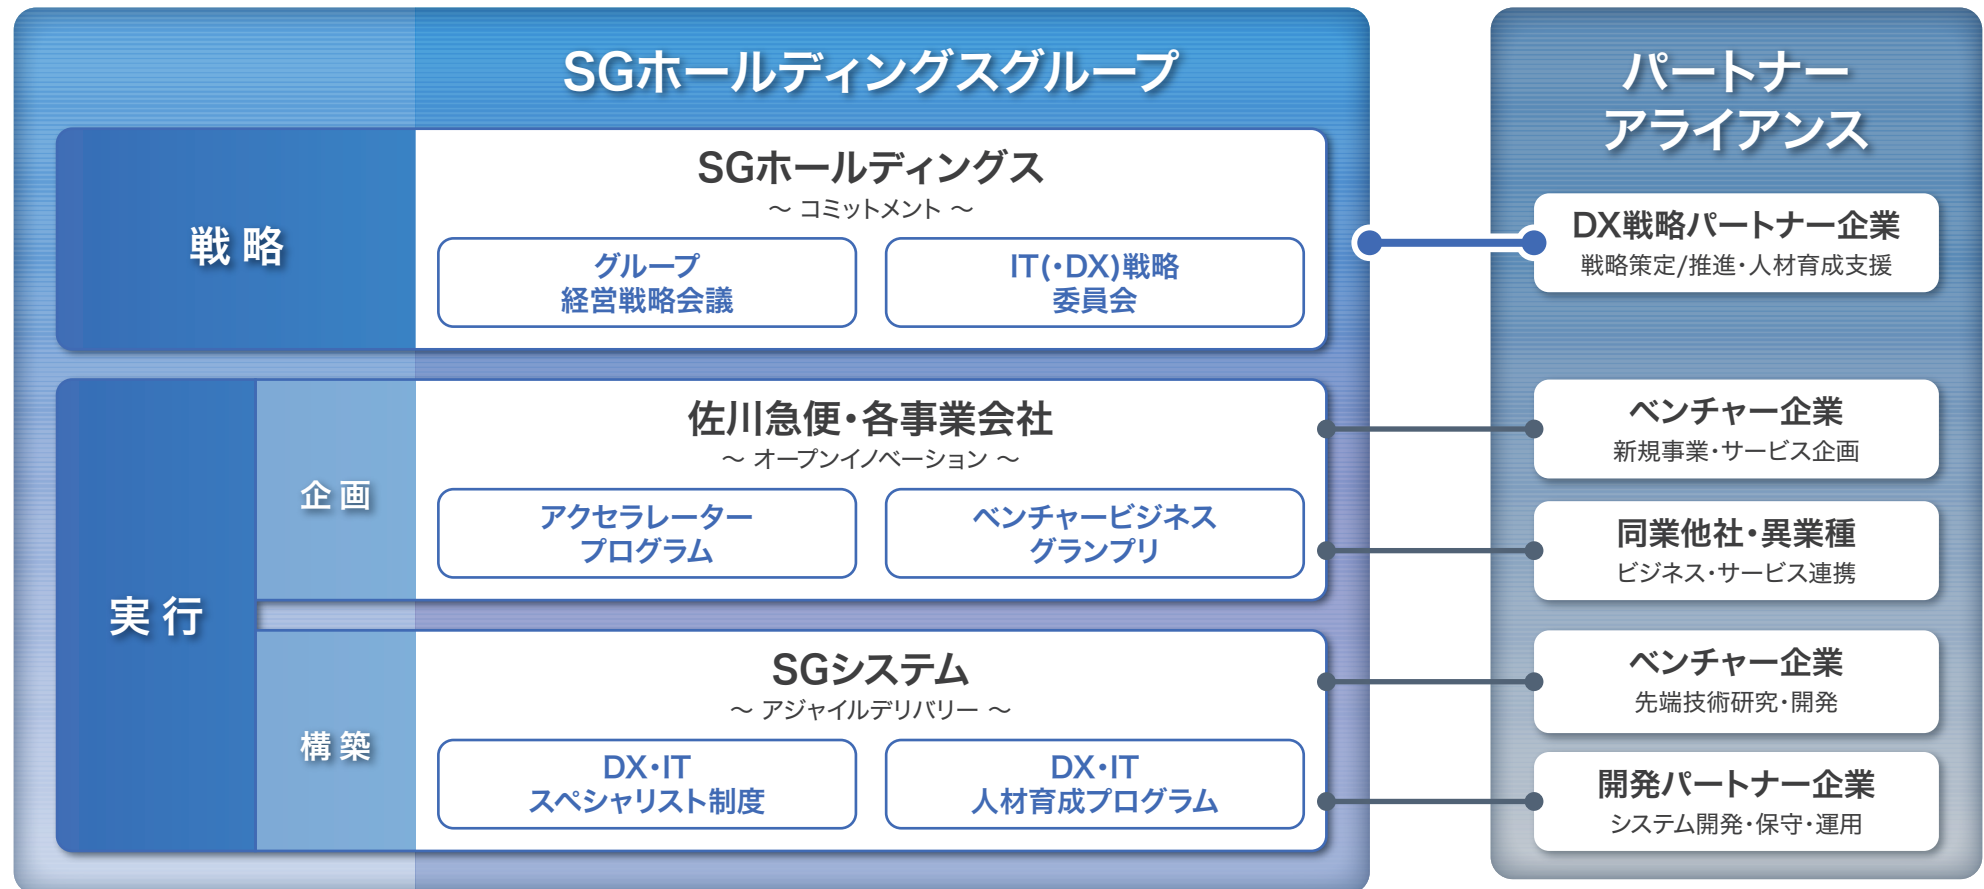 SGホールディングスグループ
戦略
SGホールディングス
～ コミットメント ～
グループ
経営戦略会議
IT(・DX)戦略
委員会
実行
企画
佐川急便・各事業会社
～ オープンイノベーション ～
アクセラレーター
プログラム
ベンチャービジネス
グランプリ
構築
SGシステム
～ アジャイルデリバリー ～
DX・IT
スペシャリスト制度
DX・IT
人材育成プログラム
パートナー
アライアンス
DX戦略パートナー企業
戦略策定/推進・人材育成支援
ベンチャー企業
新規事業・サービス企画
同業他社・異業種
ビジネス・サービス連携
ベンチャー企業
先端技術研究・開発
開発パートナー企業
システム開発・保守・運用